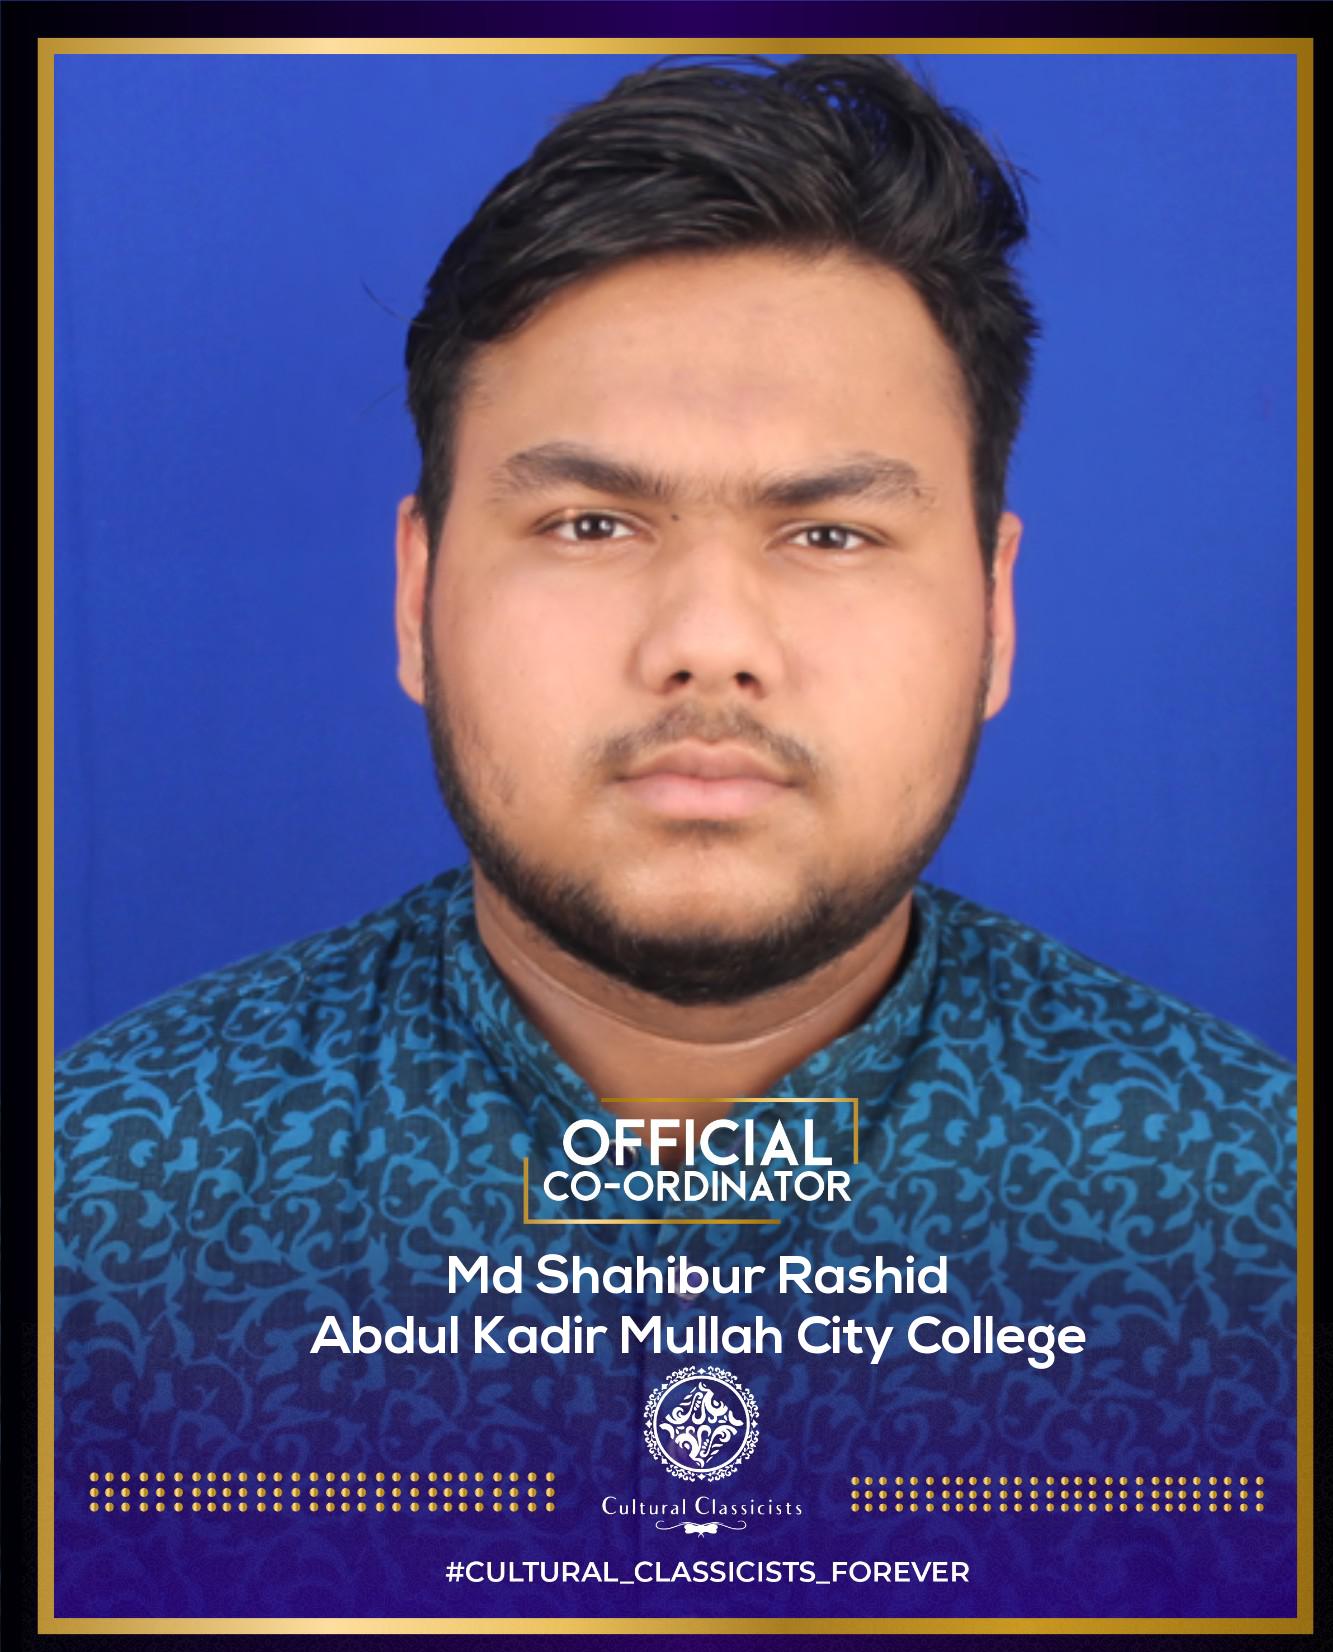 OFFICIAL
CO-ORDINATOR
Md Shahibur Rashid
Abdul Kadir Mullah City College
Cultural Classicists
#CULTURAL_CLASSICISTS_FOREVER